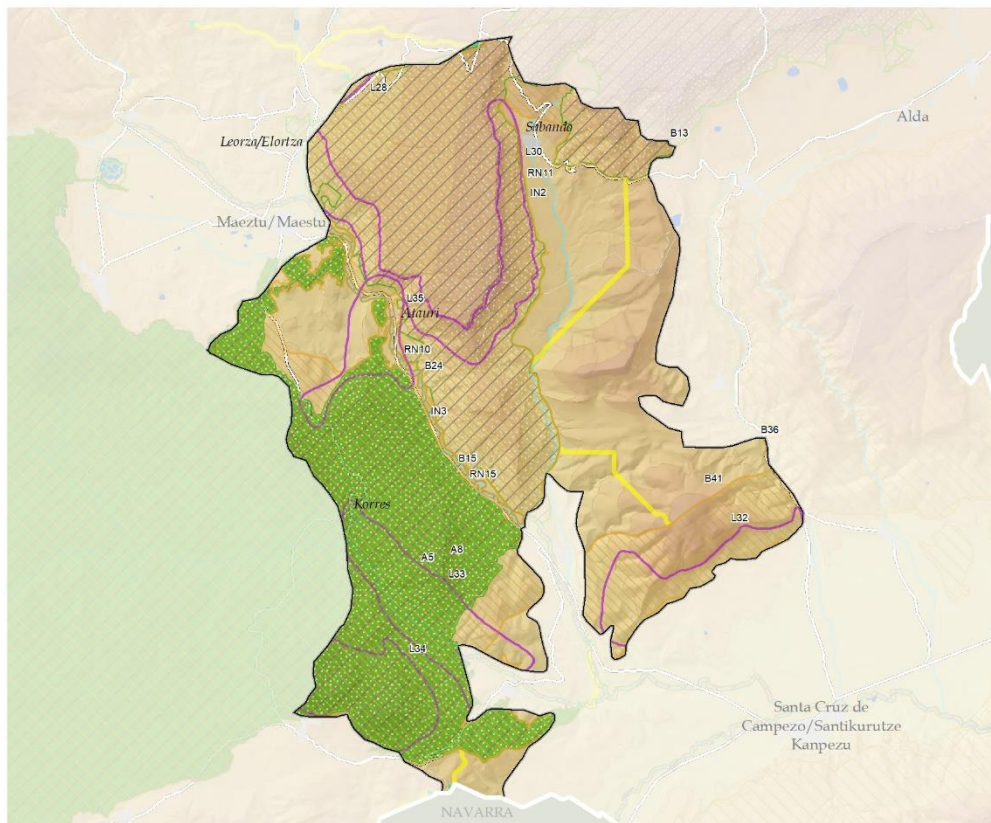 L28
Leorza/Elortza
Sabando
B13
Alda
L30
RN11
IN2
Maeztu/Maestu
L35
Atauri
RN10
B24
IN3
B36
B15
RN15
B41
Korres
L32
A5
A8
L33
L34
Santa Cruz de
Campezo/Santikurutze
Kanpezu
NAVARRA